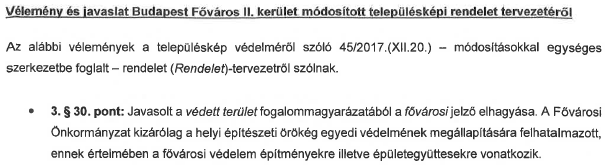 Vélemény és javaslat Budapest Főváros II. kerület módosított településképi rendelet tervezetéről
Az alábbi vélemények a településkép védelméről szóló 45/2017.(XII.20.) – módosításokkal egységes
szerkezetbe foglalt – rendelet (Rendelet)-tervezetről szólnak.
• 3. § 30. pont: Javasolt a védett terület fogalommagyarázatából a fővárosi jelző elhagyása. A Fővárosi
Önkormányzat kizárólag a helyi építészeti örökég egyedi védelmének megállapítására felhatalmazott,
ennek értelmében a fővárosi védelem építményekre illetve épületegyüttesekre vonatkozik.